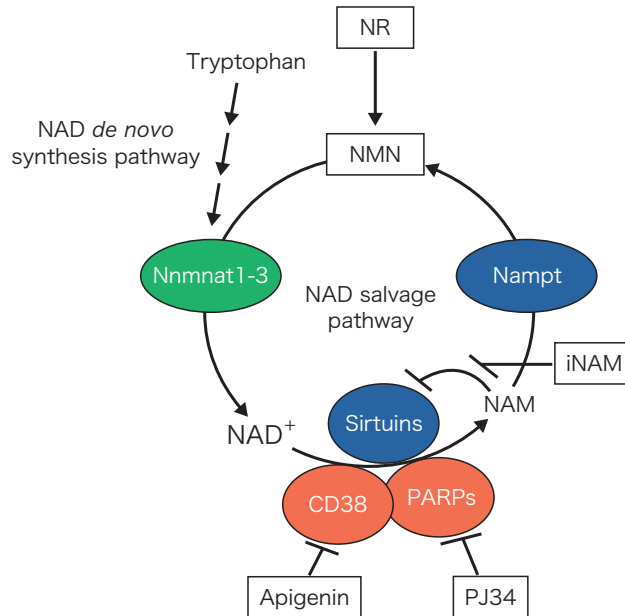 NR
Tryptophan
NAD de novo
synthesis pathway
NMN
Nnmnat1-3
Nampt
NAD salvage
pathway
iNAM
NAM
Sirtuins
NAD+
CD38
PARPs
Apigenin
PJ34